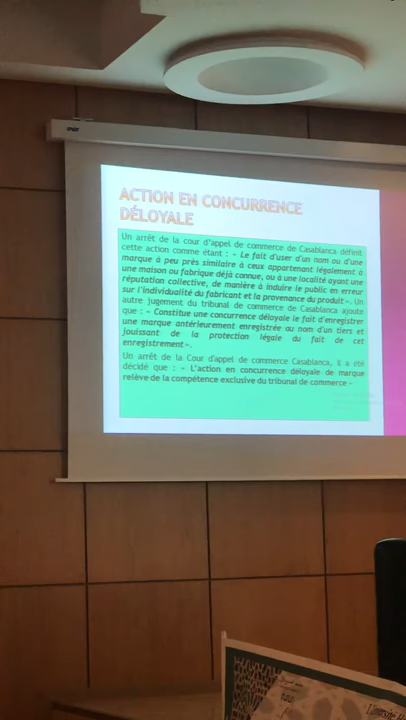 ACTION EN CONCURRENCE
DÉLOYALE
Un arrêt de la cour d'appel de commerce de Casablanca définit
cette action comme étant : « Le fait d'user d'un nom ou d'une
marque à peu près similaire à ceux appartenant légalement à
une maison ou fabrique déjà connue, ou à une localité ayant une
réputation collective, de manière à induire le public en erreur
sur l'individualité du fabricant et la provenance du produit ». Un
autre jugement du tribunal de commerce de Casablanca ajoute
que : « Constitue une concurrence déloyale le fait d'enregistrer
une marque antérieurement enregistrée au nom d'un tiers et
jouissant de la protection légale du fait de cet
enregistrement ».
Un arrêt de la Cour d'appel de commerce Casablanca, il a été
décidé que : « L'action en concurrence déloyale de marque
relève de la compétence exclusive du tribunal de commerce »